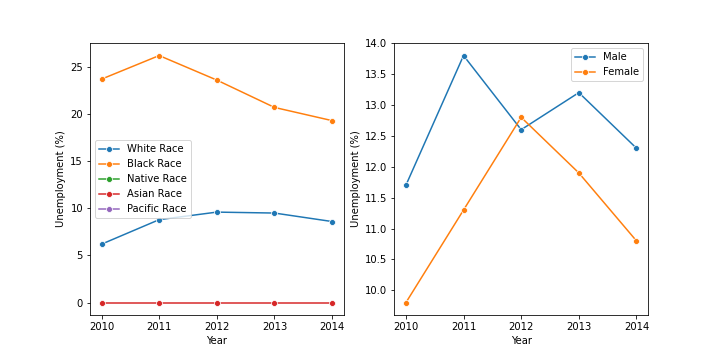 25
20
15
10
5
0
Unemployment (%)
White Race
Black Race
Native Race
Asian Race
Pacific Race
2010 2011 2012 2013 2014
Year
14.0
13.5
13.0
12.5
12.0
11.5
11.0
10.5
10.0
Unemployment (%)
Male
Female
2010 2011 2012 2013 2014
Year